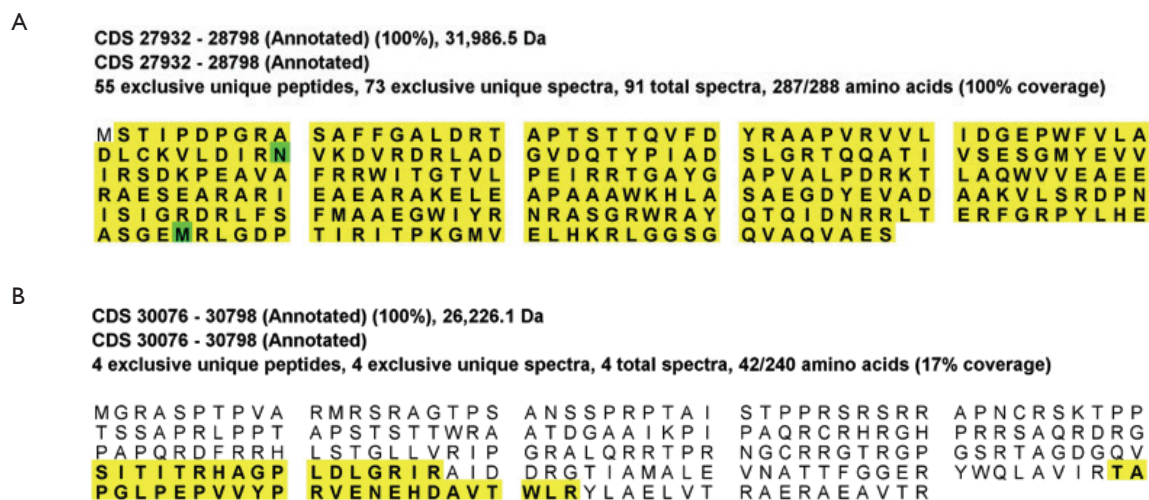 A
CDS 27932 - 28798 (Annotated) (100%), 31,986.5 Da
CDS 27932 - 28798 (Annotated)
55 exclusive unique peptides, 73 exclusive unique spectra, 91 total spectra, 287/288 amino acids (100% coverage)
MSTIPDPGRA SAFFGALDRT APTSTTQVFD YRAAPVRVVL IDGEPWFVLA
DLCKVLDIRN VKDVRDRLAD GVDQTYPIAD SLGRTQQATI VSESGMYEVV
IRSDKPEAVA FRRWITGTVL PEIRRTGAYG APVALPDRKT LAQWVVEAEE
RAESEARARI EAEARAKELE APAAAWKHLA SAEGDYEVAD AAKVLSRDPN
ISIGRDRLFS FMAAEGWIYR NRASGRWRAY QTQIDNRRLT ERFGRPYLHE
ASGEMRLGDP TIRITPKGMV ELHKRLGGSG QVAQVAES
B
CDS 30076 - 30798 (Annotated) (100%), 26,226.1 Da
CDS 30076 - 30798 (Annotated)
4 exclusive unique peptides, 4 exclusive unique spectra, 4 total spectra, 42/240 amino acids (17% coverage)
MGRASPTPVA RMRSRAGTPS ANSSPRPTAI STPPRSRSRR APNCRSKTPP
TSSAPRLPPT APSTSTTWRA ATDGAAIKPI PAQRCRHRGH PRRSAQRDRG
PAPQRDFRRH LSTGLLVRIP GRALQRRTPR NGCRRGTRGP GSRTAGDGQV
SITITRHAGP LDLGRIRAID DRGTIAMALE VNATTFGGER YWQLAVIRTA
PGLPEPVVYP RVENEHDAVT WLRYLAELVT RAERAEAVTR